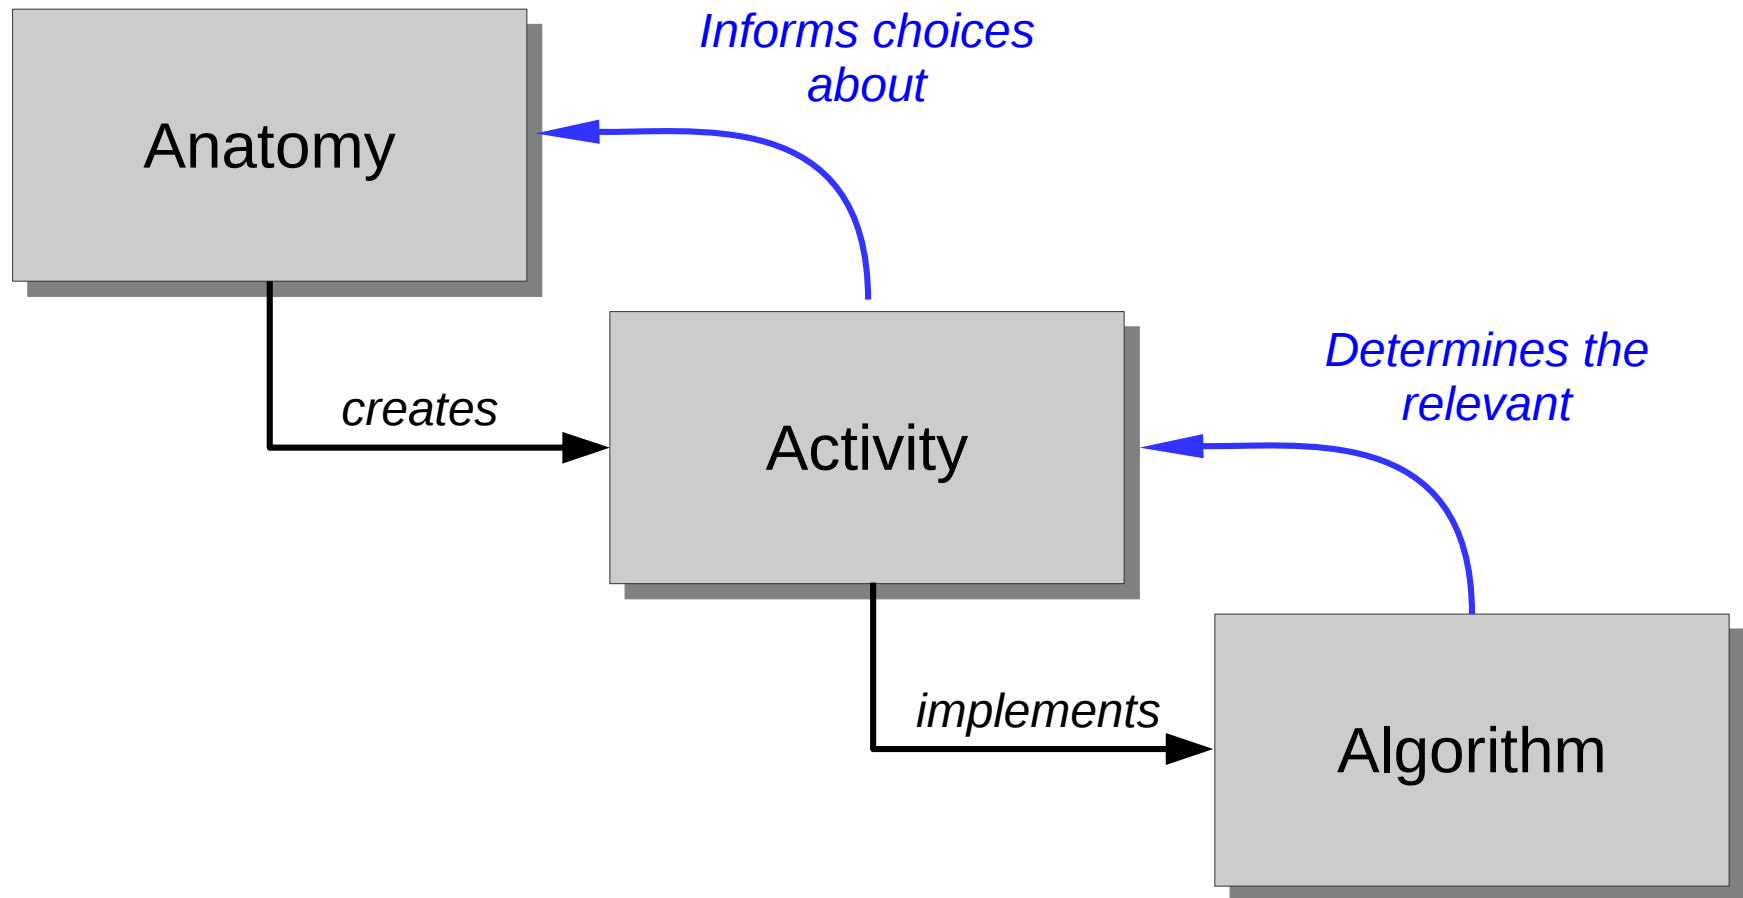 Informs choices
about
Anatomy
Determines the
relevant
creates
Activity
implements
Algorithm